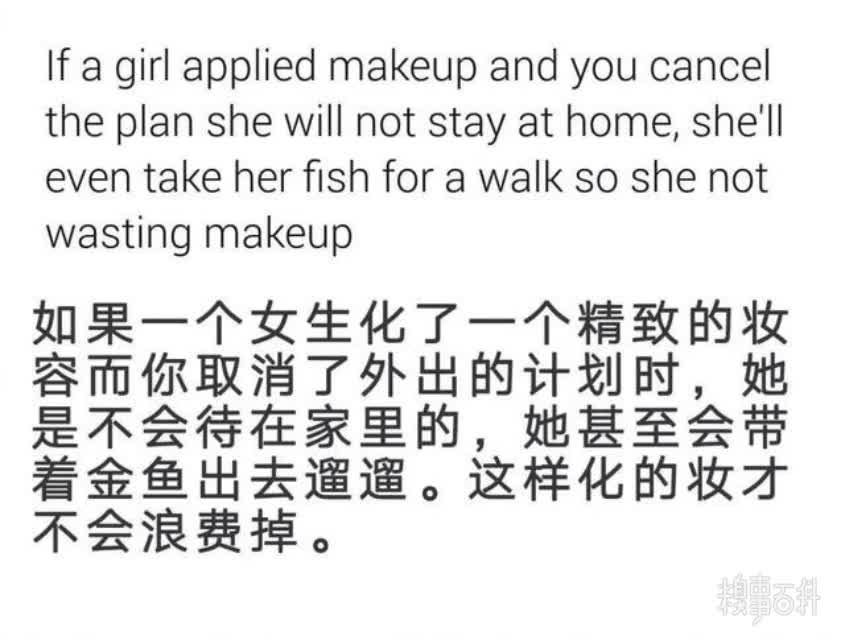 If a girl applied makeup and you cancel
the plan she will not stay at home, she'll
even take her fish for a walk so she not
wasting makeup
如果一个女生化了一个精致的妆
容而你取消了外出的计划时，她
是不会待在家里的，她甚至会带
着金鱼出去遛遛。这样化的妆才
不会浪费掉。
糗事百科